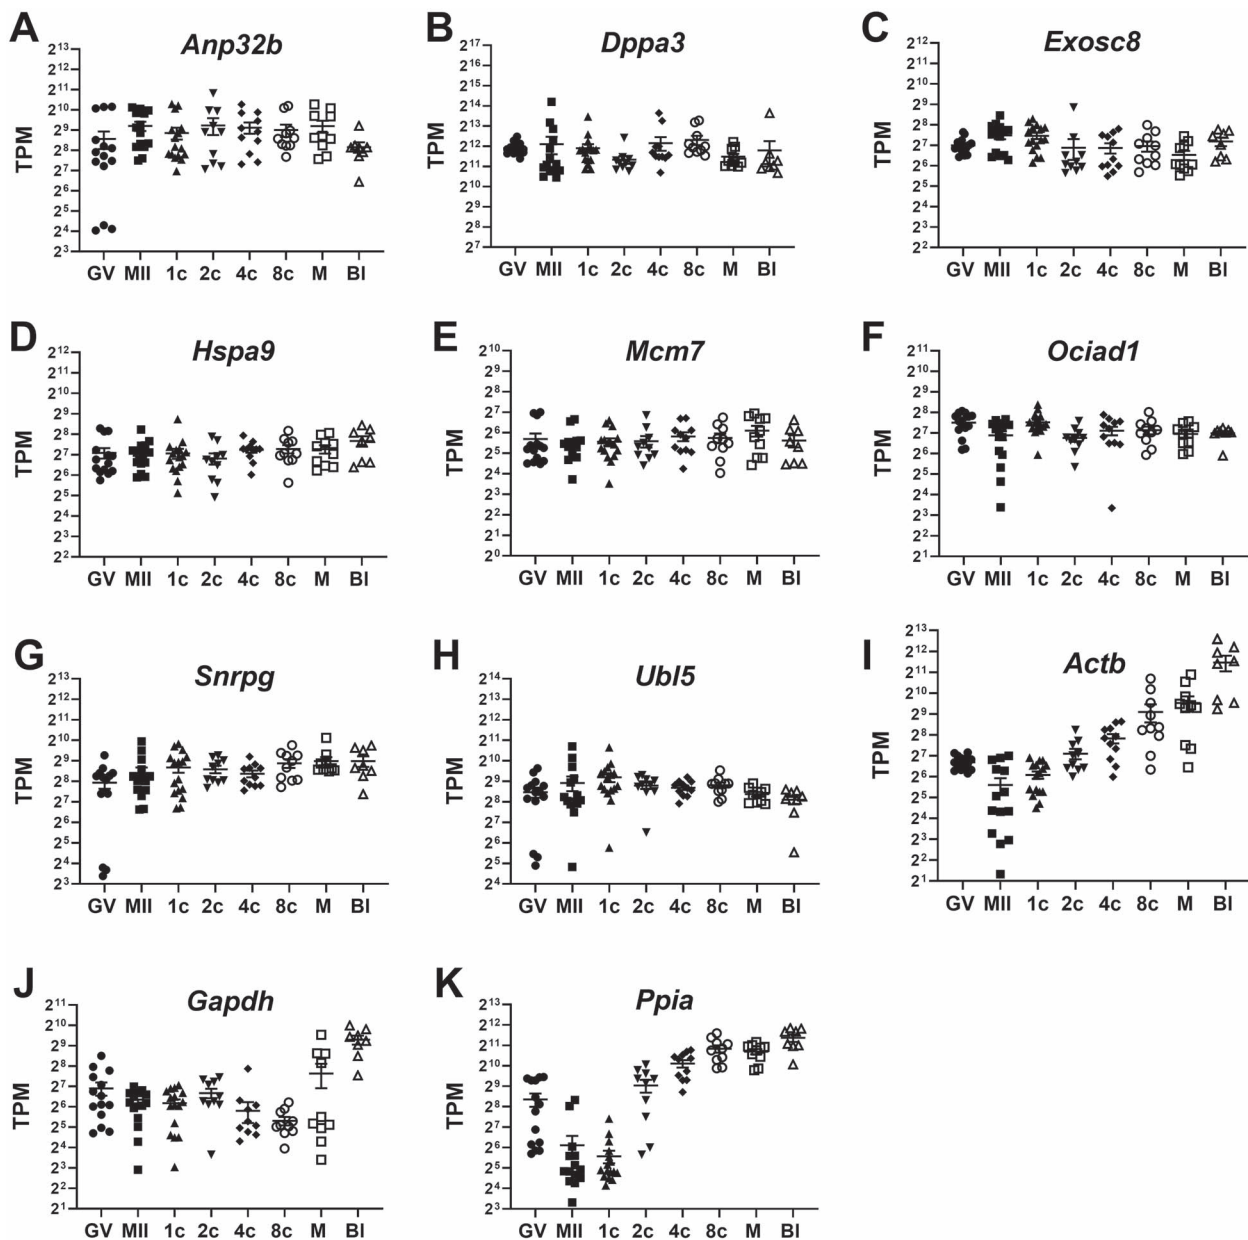 A
Anp32b
TPM
2^13
2^12
2^11
2^10
2^9
2^8
2^7
2^6
2^5
2^4
2^3
GV MII 1c 2c 4c 8c M Bl
B
Dppa3
TPM
2^17
2^16
2^15
2^14
2^13
2^12
2^11
2^10
2^9
2^8
2^7
GV MII 1c 2c 4c 8c M Bl
C
Exosc8
TPM
2^12
2^11
2^10
2^9
2^8
2^7
2^6
2^5
2^4
2^3
2^2
GV MII 1c 2c 4c 8c M Bl
D
Hspa9
TPM
2^12
2^11
2^10
2^9
2^8
2^7
2^6
2^5
2^4
2^3
2^2
GV MII 1c 2c 4c 8c M Bl
E
Mcm7
TPM
2^10
2^9
2^8
2^7
2^6
2^5
2^4
2^3
2^2
2^1
2^0
GV MII 1c 2c 4c 8c M Bl
F
Ociad1
TPM
2^11
2^10
2^9
2^8
2^7
2^6
2^5
2^4
2^3
2^2
2^1
GV MII 1c 2c 4c 8c M Bl
G
Snrpg
TPM
2^13
2^12
2^11
2^10
2^9
2^8
2^7
2^6
2^5
2^4
2^3
GV MII 1c 2c 4c 8c M Bl
H
Ubl5
TPM
2^14
2^13
2^12
2^11
2^10
2^9
2^8
2^7
2^6
2^5
2^4
GV MII 1c 2c 4c 8c M Bl
I
Actb
TPM
2^13
2^12
2^11
2^10
2^9
2^8
2^7
2^6
2^5
2^4
2^3
2^2
2^1
GV MII 1c 2c 4c 8c M Bl
J
Gapdh
TPM
2^11
2^10
2^9
2^8
2^7
2^6
2^5
2^4
2^3
2^2
2^1
GV MII 1c 2c 4c 8c M Bl
K
Ppia
TPM
2^13
2^12
2^11
2^10
2^9
2^8
2^7
2^6
2^5
2^4
2^3
GV MII 1c 2c 4c 8c M Bl